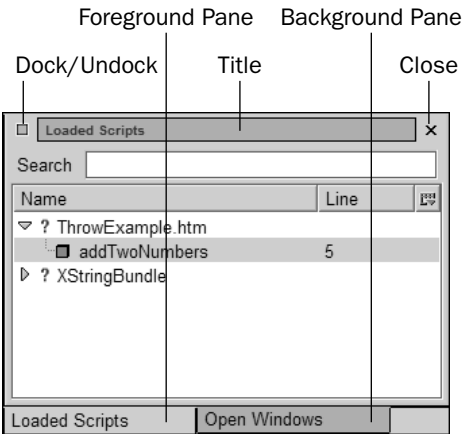 Foreground Pane Background Pane
Dock/Undock Title Close
Loaded Scripts
Search
Name Line
? ThrowExample.htm
addTwoNumbers 5
? XStringBundle
Loaded Scripts Open Windows